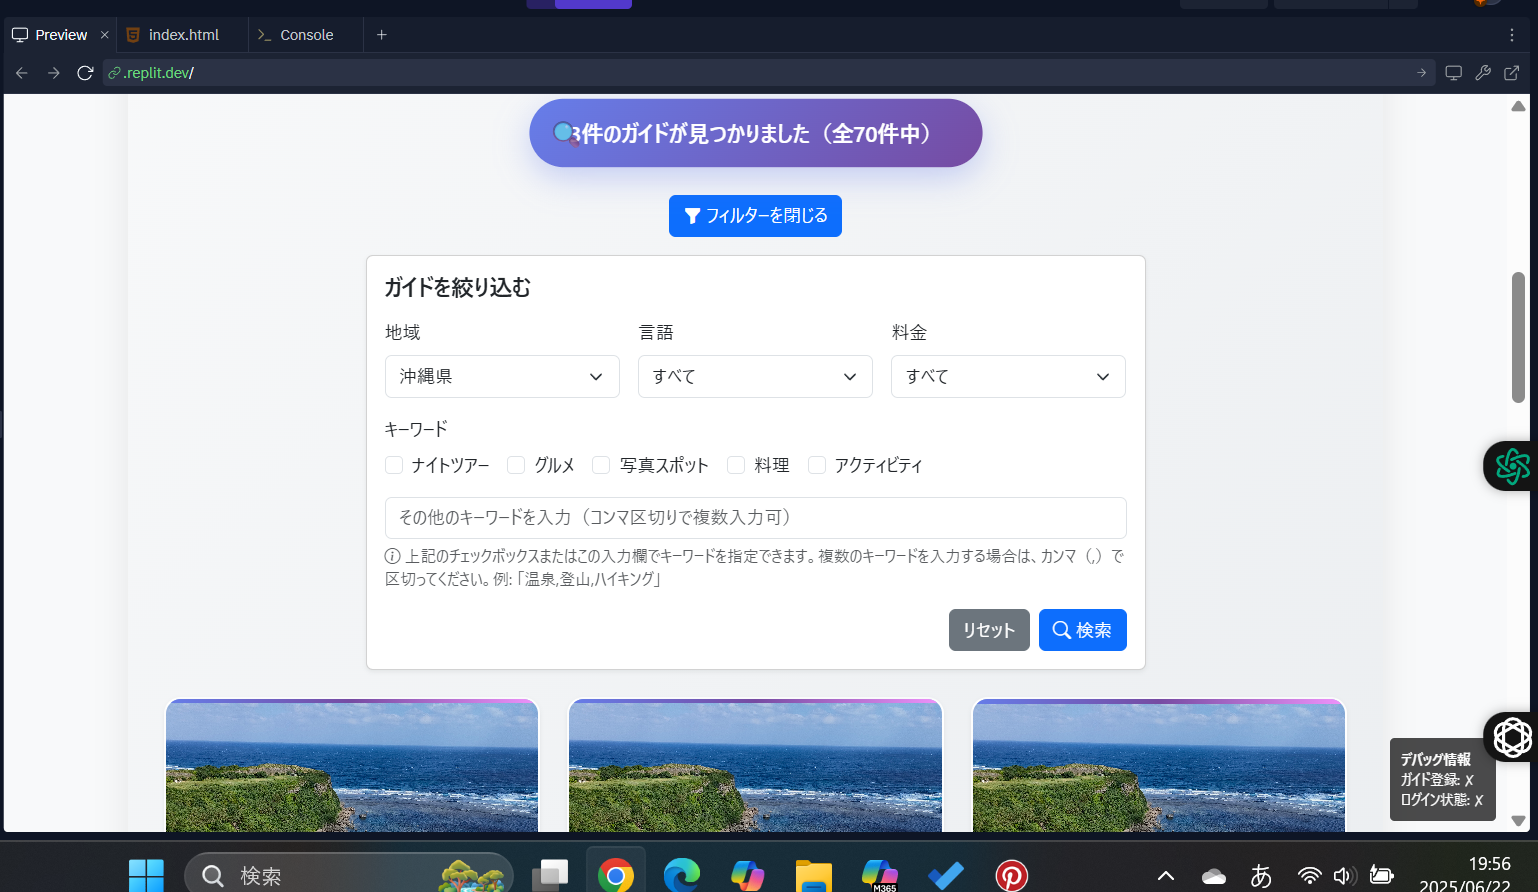 Preview
index.html
Console
.replit.dev/
3件のガイドが見つかりました（全70件中）
フィルターを閉じる
ガイドを絞り込む
地域
言語
料金
沖縄県
すべて
すべて
キーワード
ナイトツアー
グルメ
写真スポット
料理
アクティビティ
その他のキーワードを入力（コンマ区切りで複数入力可）
上記のチェックボックスまたはこの入力欄でキーワードを指定できます。複数のキーワードを入力する場合は、カンマ（,）で
区切ってください。例: 「温泉,登山,ハイキング」
リセット
検索
デバッグ情報
ガイド登録: ✗
ログイン状態: ✗
検索
M365
あ
19:56
2025/06/22